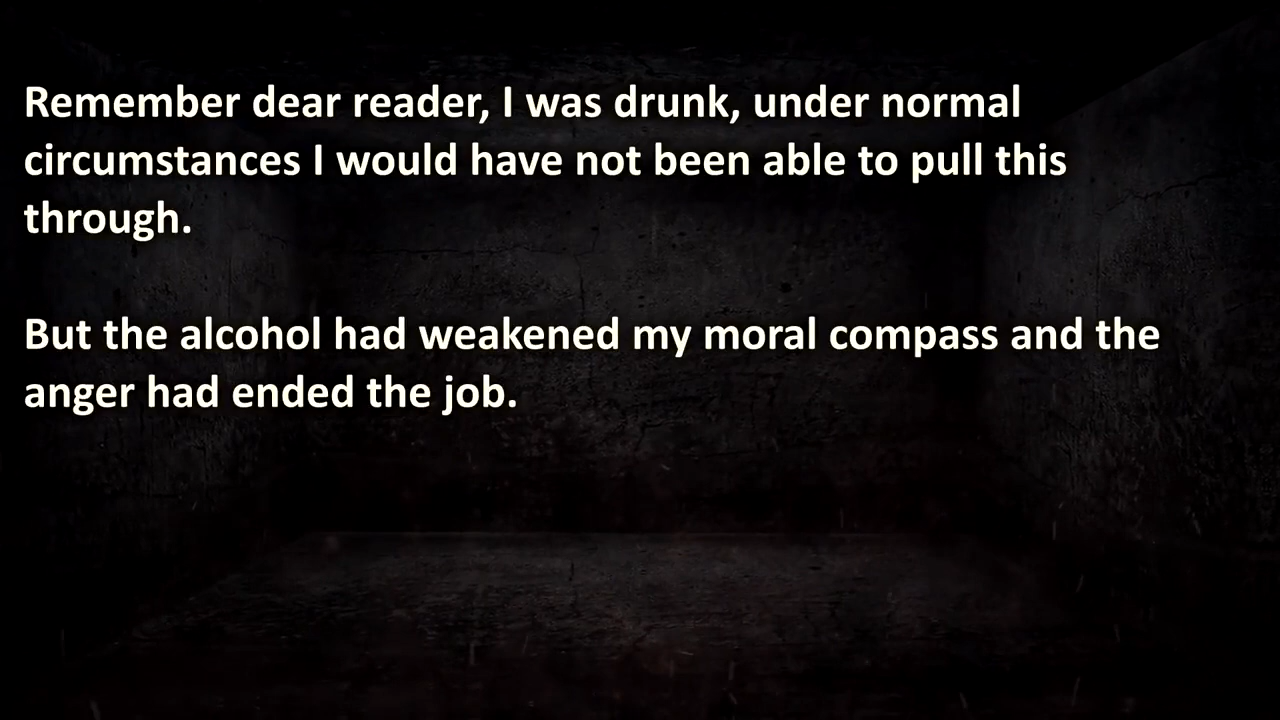 Remember dear reader, I was drunk, under normal
circumstances I would have not been able to pull this
through.
But the alcohol had weakened my moral compass and the
anger had ended the job.